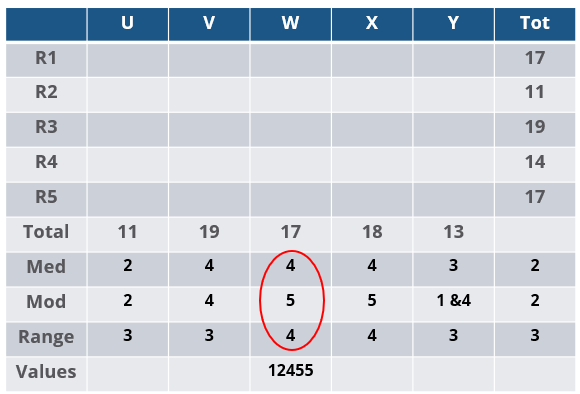 U V W X Y Tot
R1 17
R2 11
R3 19
R4 14
R5 17
Total 11 19 17 18 13
Med 2 4 4 4 3 2
Mod 2 4 5 5 1 &4 2
Range 3 3 4 4 3 3
Values 12455